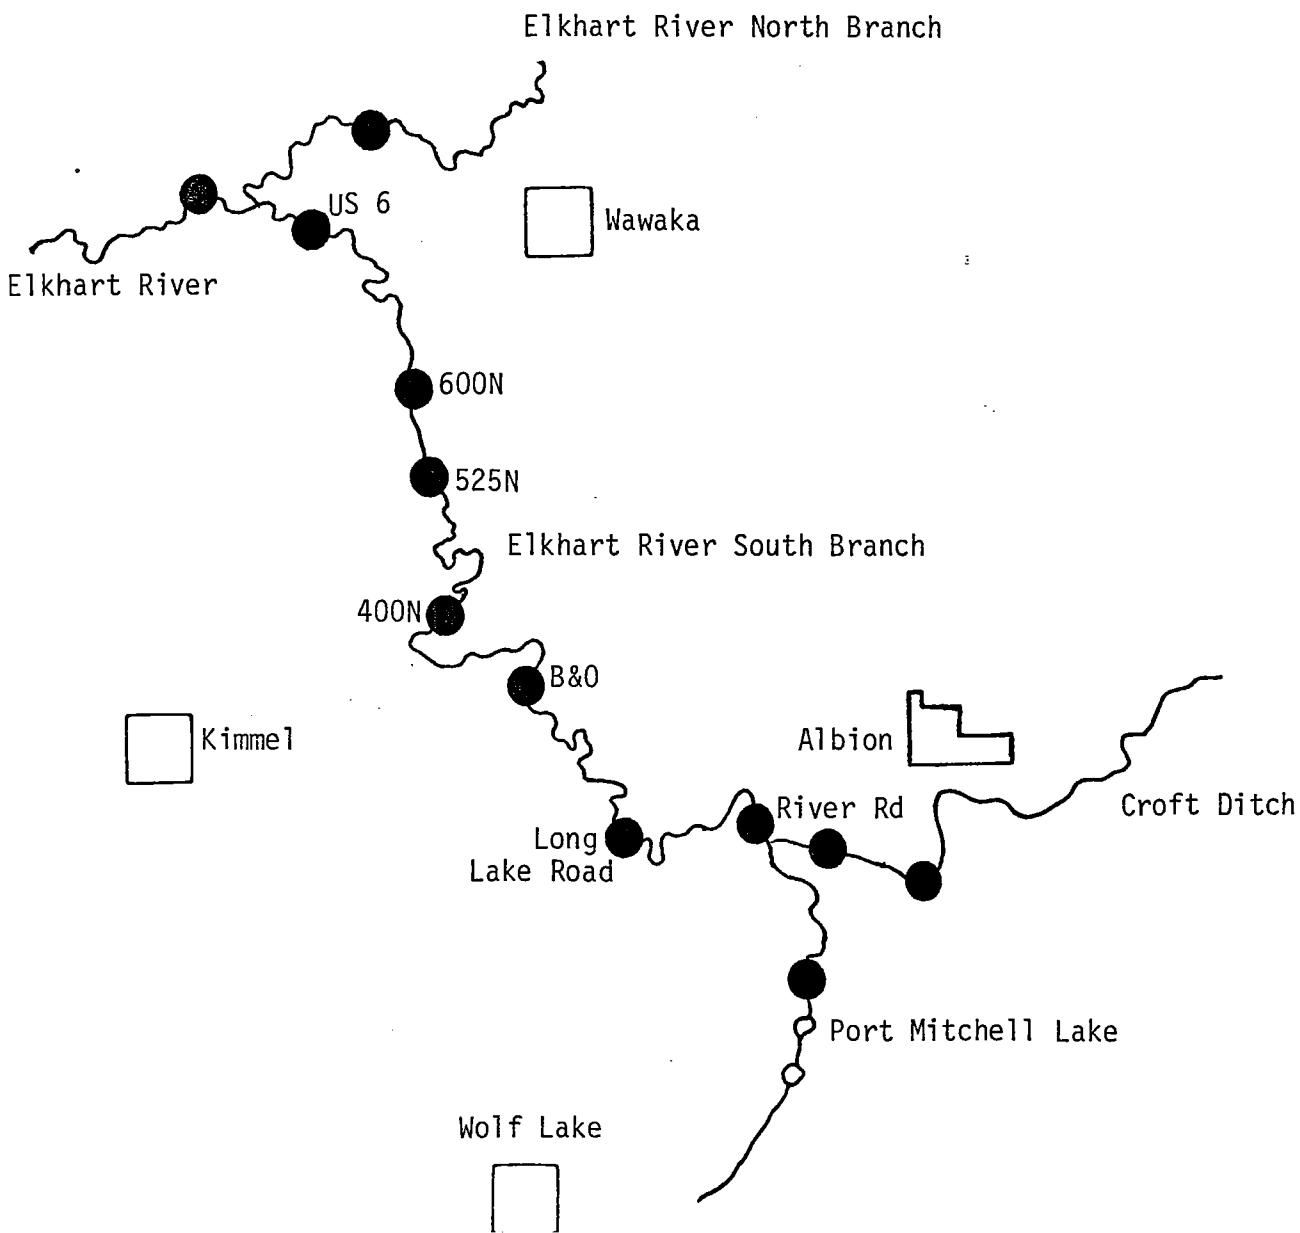 Elkhart River North Branch
US 6
Wawaka
Elkhart River
600N
525N
Elkhart River South Branch
400N
B&O
Kimmel
Albion
River Rd
Croft Ditch
Long
Lake Road
Port Mitchell Lake
Wolf Lake